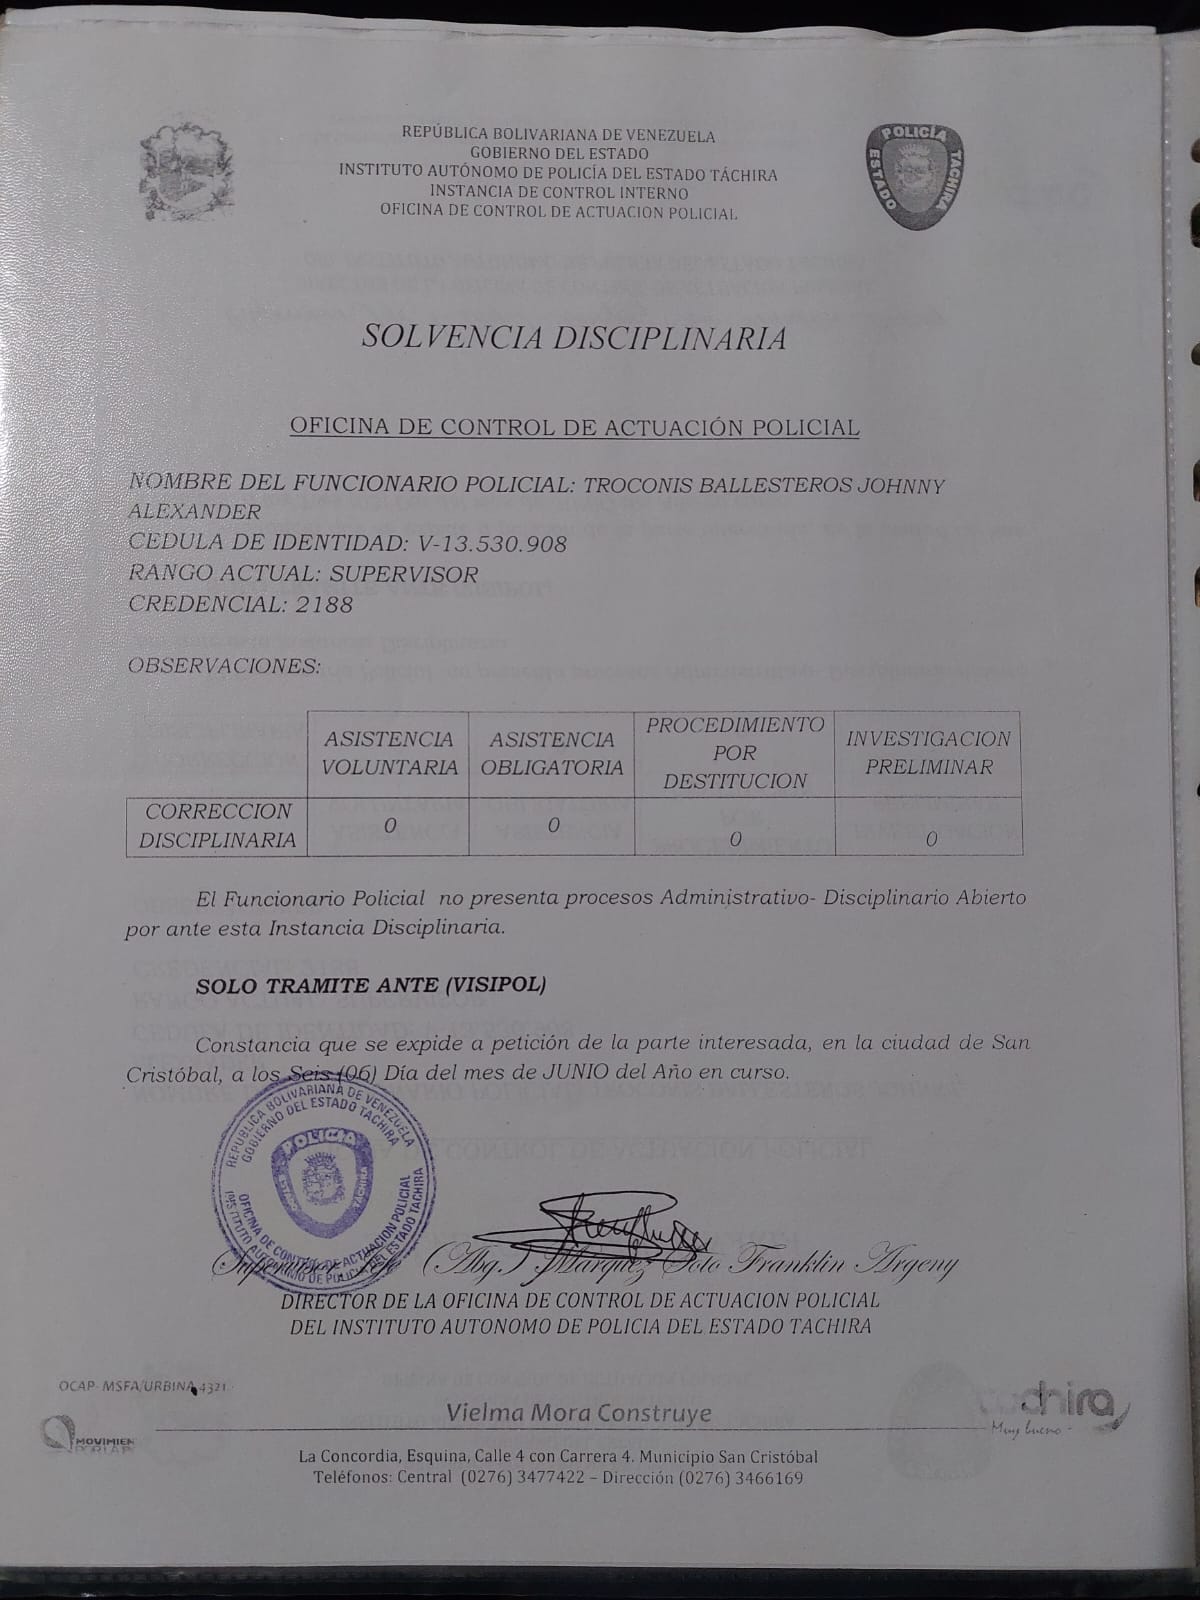 REPÚBLICA BOLIVARIANA DE VENEZUELA
GOBIERNO DEL ESTADO
INSTITUTO AUTÓNOMO DE POLICÍA DEL ESTADO TÁCHIRA
INSTANCIA DE CONTROL INTERNO
OFICINA DE CONTROL DE ACTUACION POLICIAL
POLICÍA
ESTADO TACHIRA
SOLVENCIA DISCIPLINARIA
OFICINA DE CONTROL DE ACTUACIÓN POLICIAL
NOMBRE DEL FUNCIONARIO POLICIAL: TROCONIS BALLESTEROS JOHNNY
ALEXANDER
CEDULA DE IDENTIDAD: V-13.530.908
RANGO ACTUAL: SUPERVISOR
CREDENCIAL: 2188
OBSERVACIONES:
ASISTENCIA VOLUNTARIA ASISTENCIA OBLIGATORIA PROCEDIMIENTO POR DESTITUCION INVESTIGACION PRELIMINAR
CORRECCION DISCIPLINARIA 0 0 0 0
El Funcionario Policial no presenta procesos Administrativo- Disciplinario Abierto
por ante esta Instancia Disciplinaria.
SOLO TRAMITE ANTE (VISIPOL)
Constancia que se expide a petición de la parte interesada, en la ciudad de San
Cristóbal, a los Seis (06) Día del mes de JUNIO del Año en curso.
REPUBLICA BOLIVARIANA DE VENEZUELA
GOBIERNO DEL ESTADO TACHIRA
POLICIA
TACHIRA
OFICINA DE CONTROL DE ACTUACION POLICIAL
INSTITUTO AUTONOMO DE POLICIA DEL ESTADO TACHIRA
Supervisor (Abg.) Márquez Soto Franklin Argeny
DIRECTOR DE LA OFICINA DE CONTROL DE ACTUACION POLICIAL
DEL INSTITUTO AUTONOMO DE POLICIA DEL ESTADO TACHIRA
OCAP- MSFA/URBINA 4321
Vielma Mora Construye
MOVIMIEN
tachira
Muy bueno -
La Concordia, Esquina, Calle 4 con Carrera 4. Municipio San Cristóbal
Teléfonos: Central (0276) 3477422 – Dirección (0276) 3466169